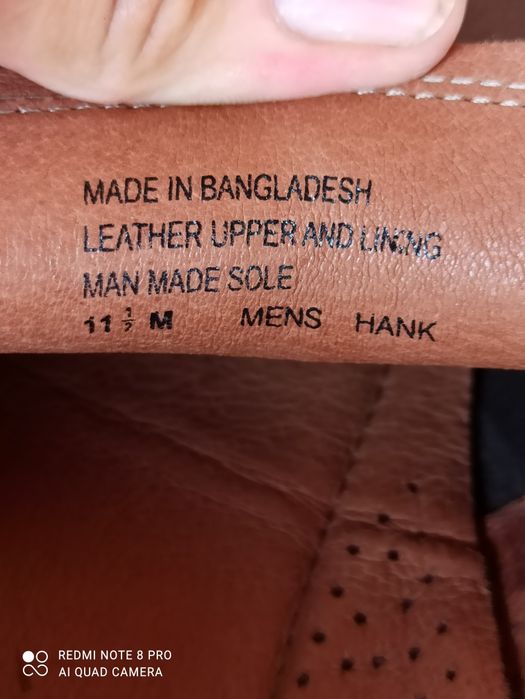 MADE IN BANGLADESH
LEATHER UPPER AND LINING
MAN MADE SOLE
11 ½ M MENS HANK
REDMI NOTE 8 PRO
AI QUAD CAMERA